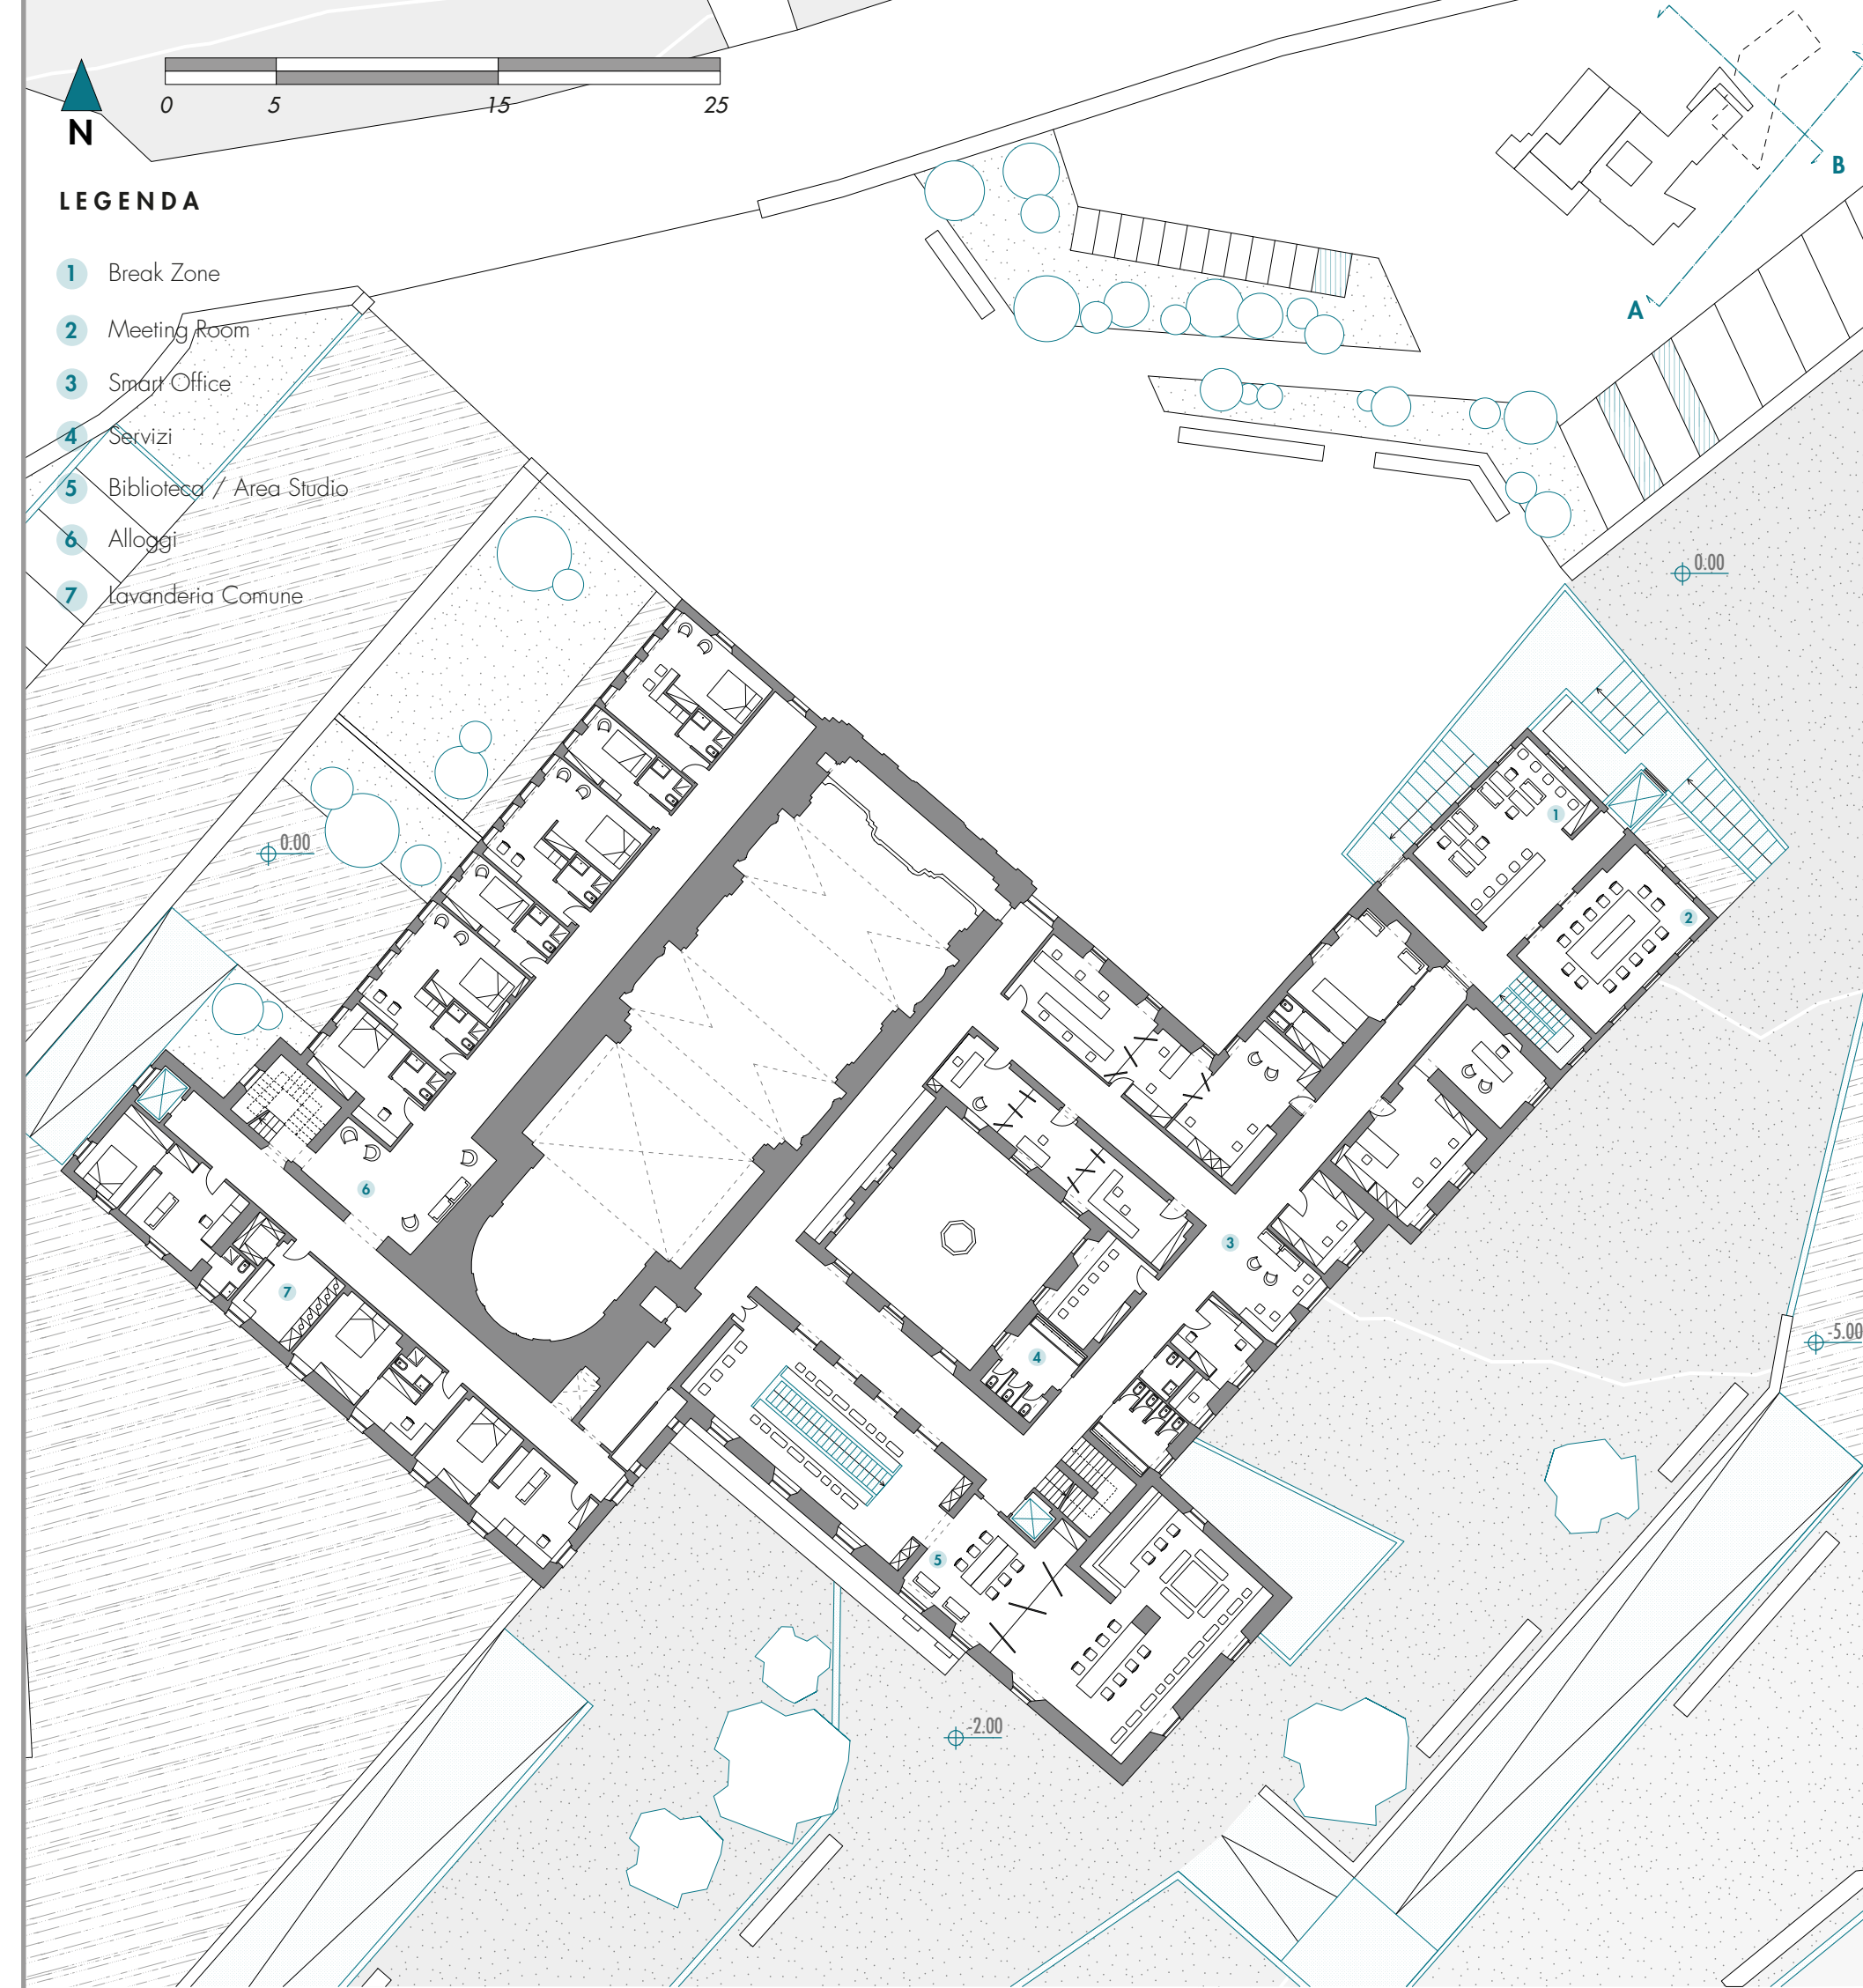 0 5 15 25
N
B
LEGENDA
A
1 Break Zone
2 Meeting Room
3 Smart Office
4 Servizi
5 Biblioteca / Area Studio
6 Alloggi
7 Lavanderia Comune
0.00
1
0.00
2
6
3
7
-5.00
4
5
-2.00